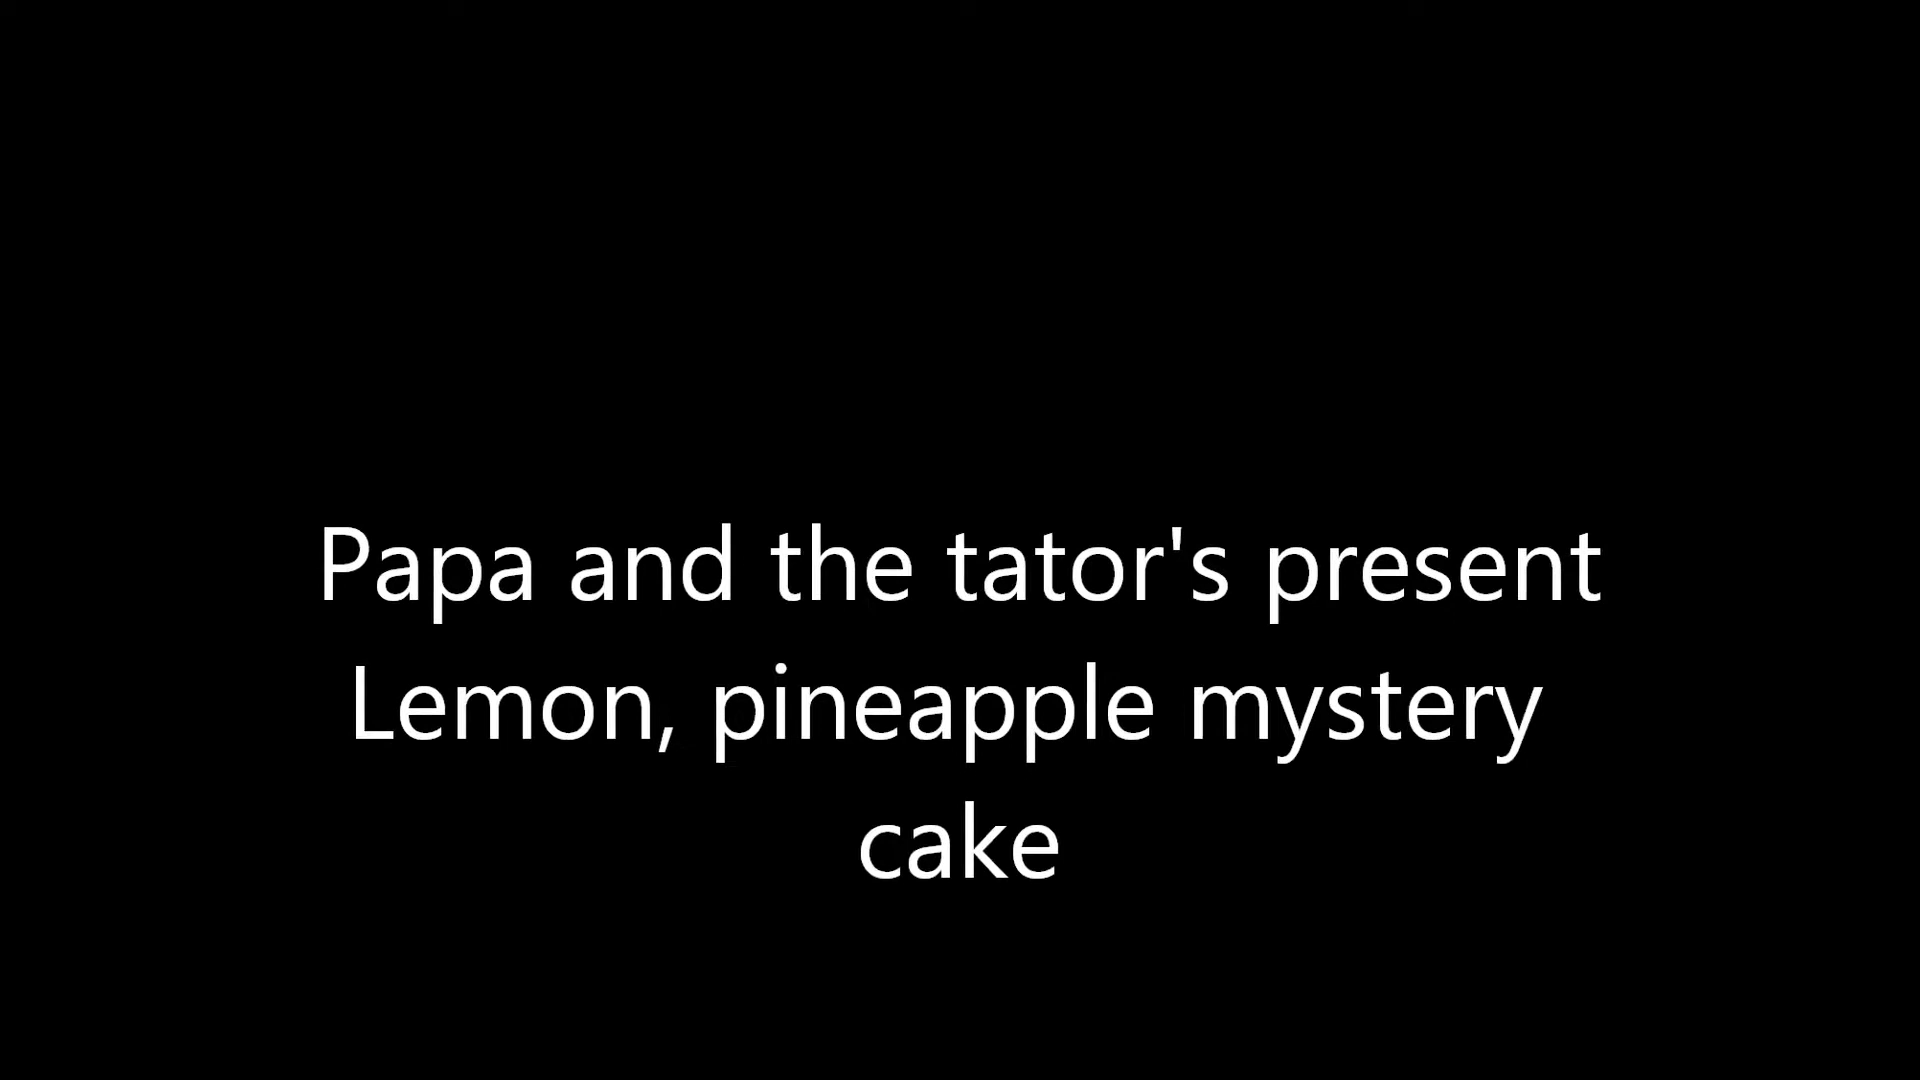 Papa and the tator's present
Lemon, pineapple mystery
cake